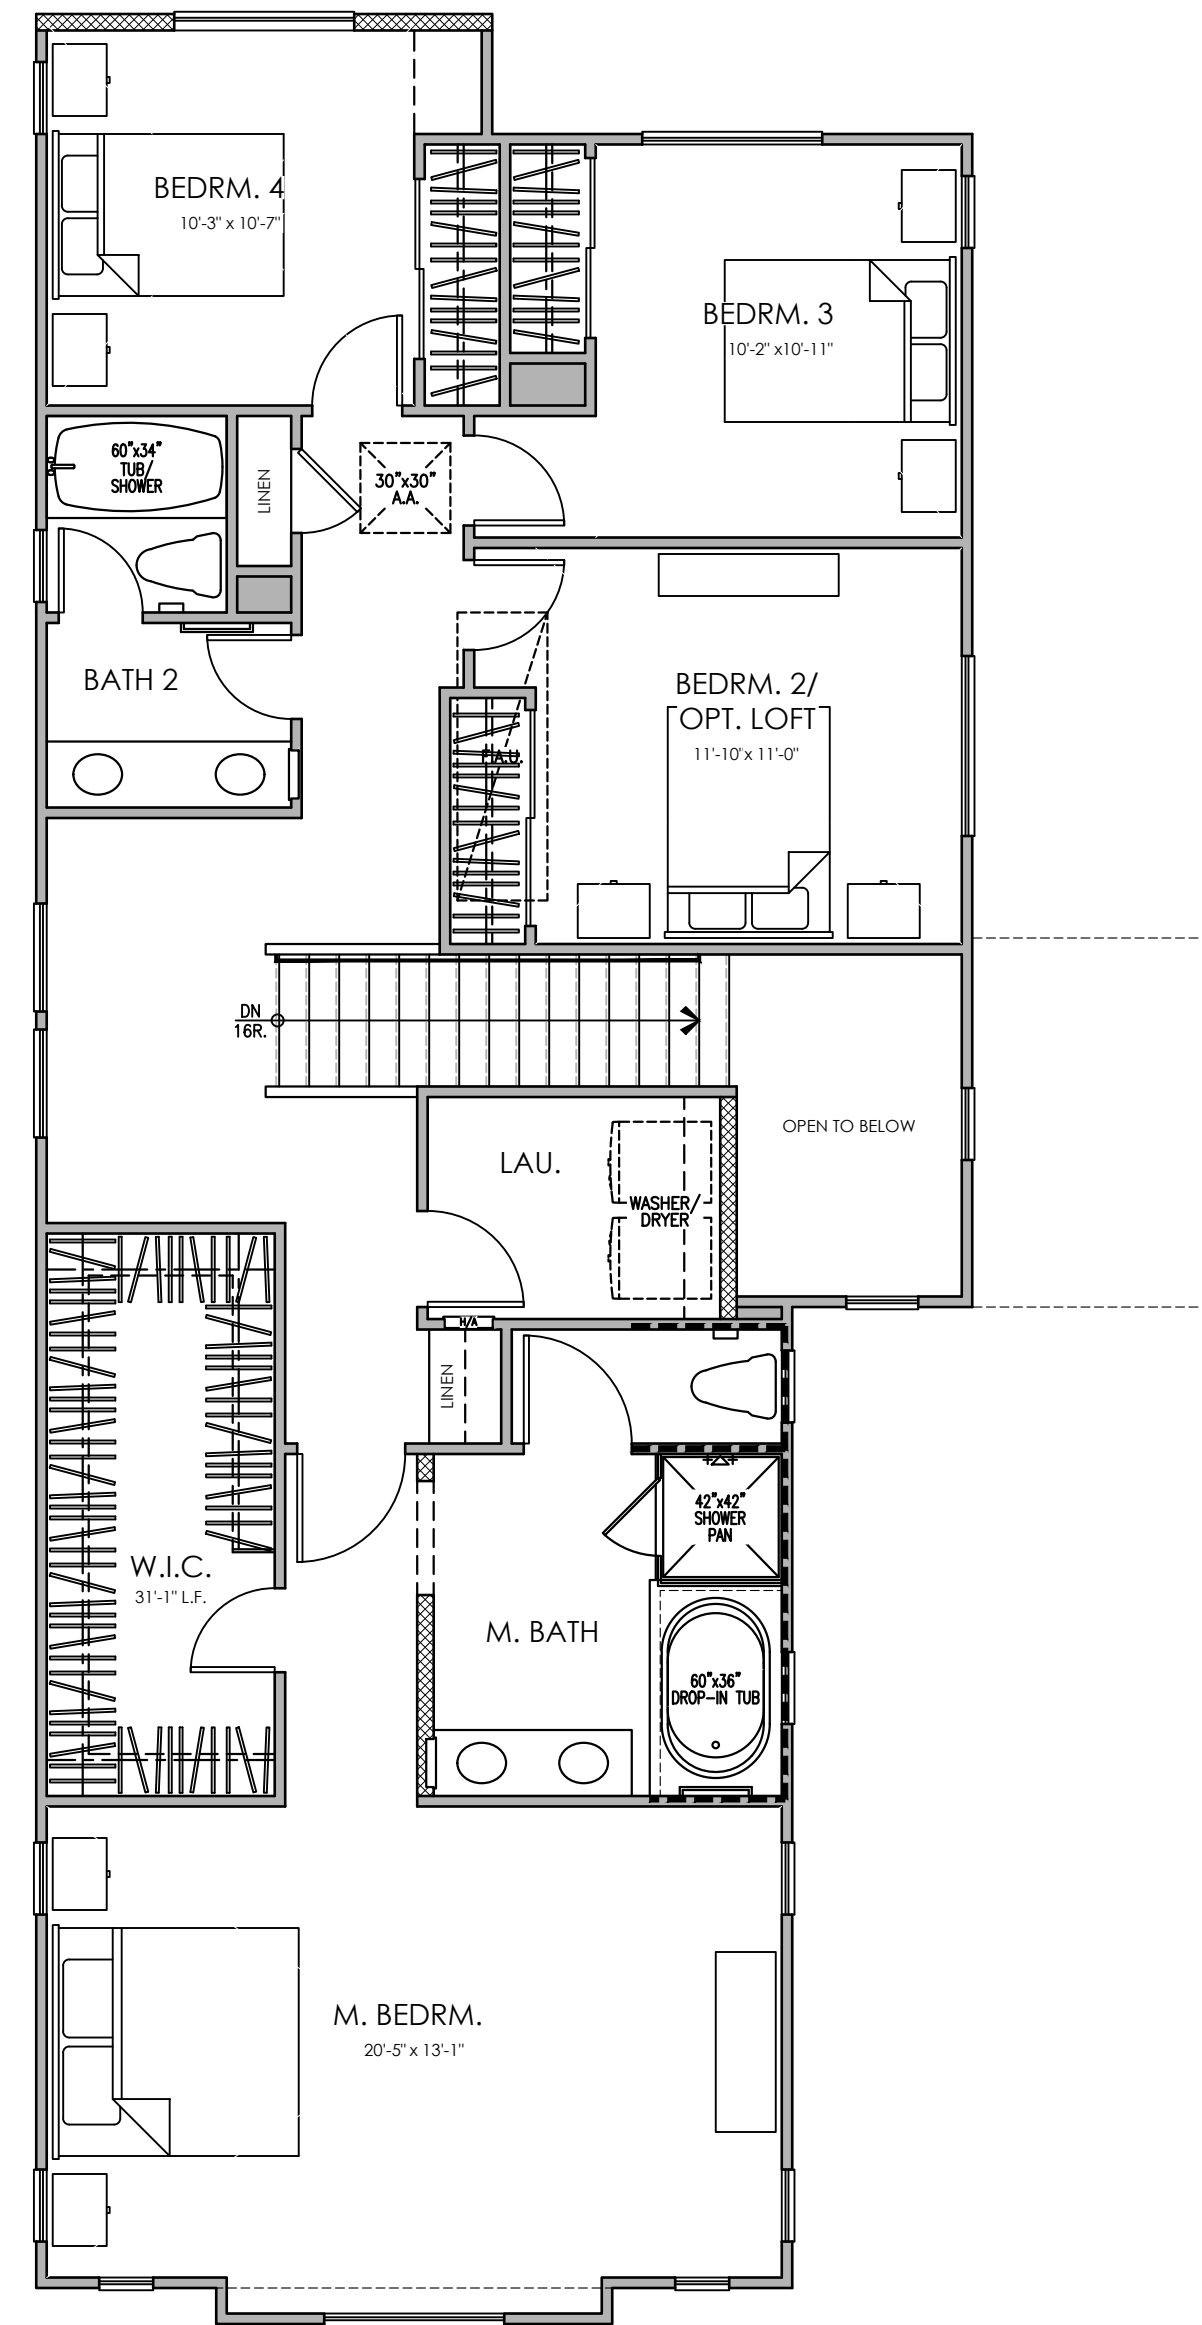 BEDRM. 4
10'-3" x 10'-7"
BEDRM. 3
10'-2" x10'-11"
60"x34"
TUB/
SHOWER
LINEN
30"x30"
A.A.
BATH 2
BEDRM. 2/
OPT. LOFT
11'-10"x 11'-0"
F.A.U.
DN
16R.
OPEN TO BELOW
LAU.
WASHER/
DRYER
H/A
LINEN
42"x42"
SHOWER
PAN
W.I.C.
31'-1" L.F.
M. BATH
60"x36"
DROP-IN TUB
M. BEDRM.
20'-5" x 13'-1"